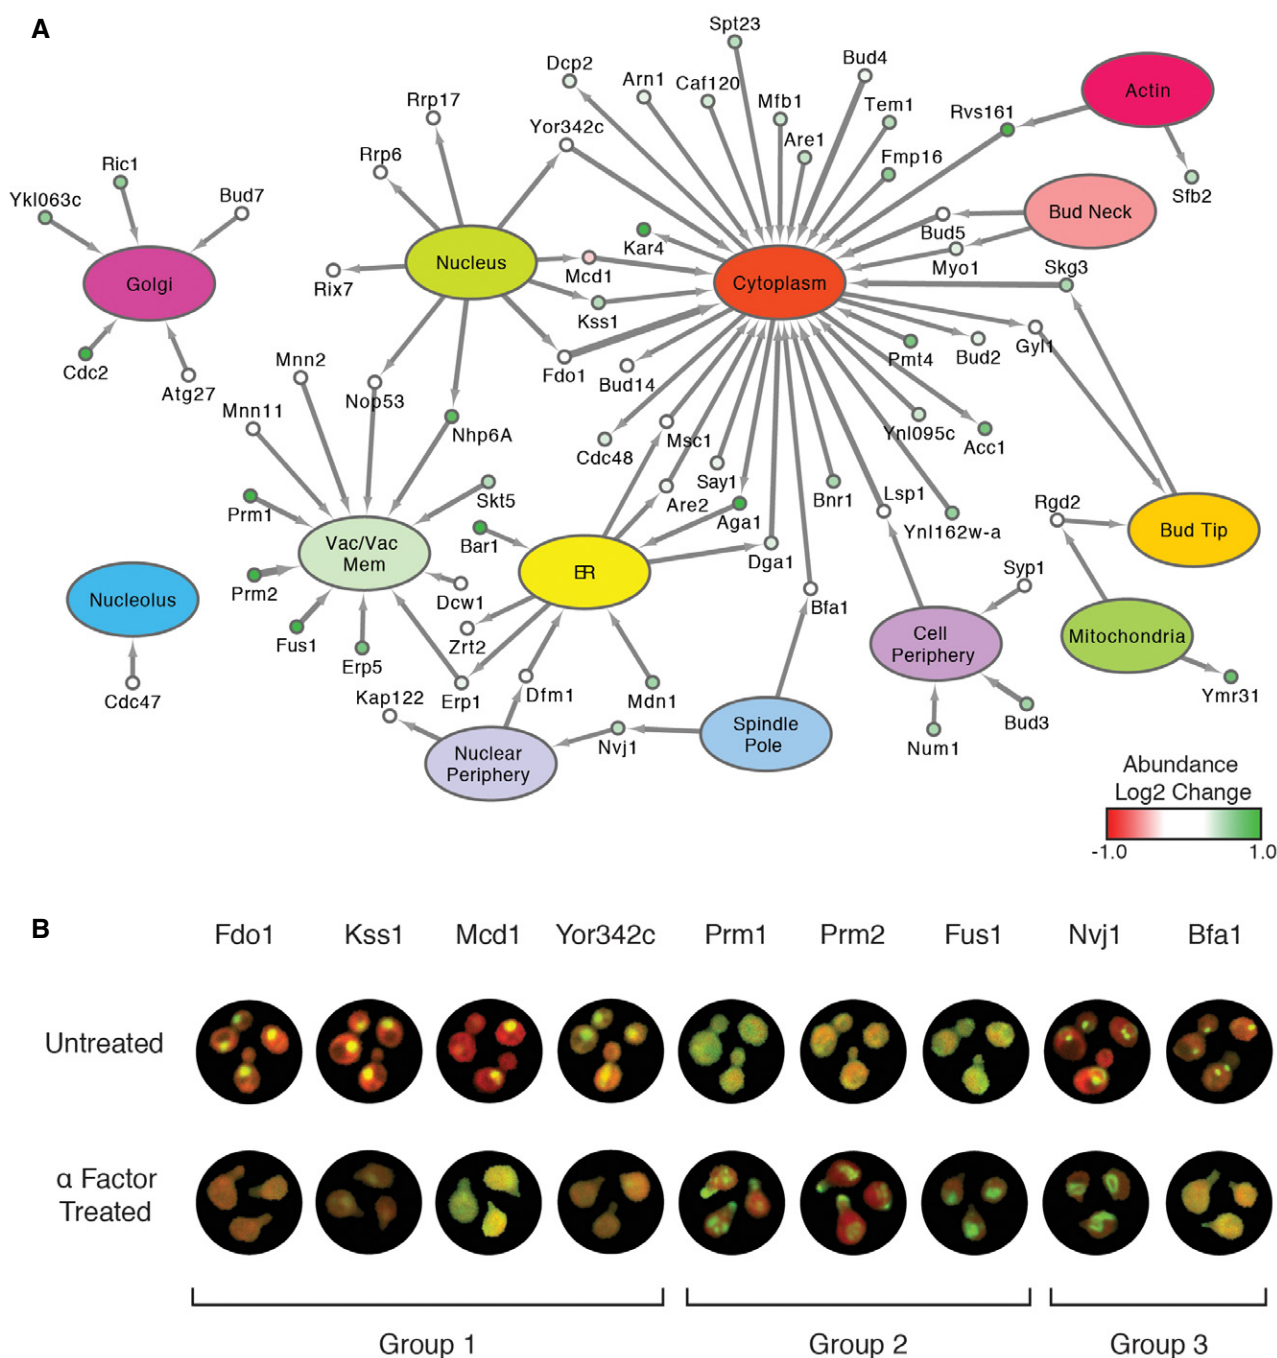 A
Spt23
Dcp2
Arn1
Caf120
Bud4
Mfb1
Tem1
Rvs161
Actin
Rrp17
Yor342c
Are1
Fmp16
Sfb2
Ric1
Rrp6
Ykl063c
Bud7
Bud Neck
Bud5
Kar4
Myo1
Golgi
Nucleus
Rix7
Mcd1
Cytoplasm
Skg3
Kss1
Cdc2
Atg27
Mnn2
Fdo1
Bud14
Pmt4
Bud2
Gyl1
Mnn11
Nop53
Nhp6A
Cdc48
Msc1
Ynl095c
Acc1
Say1
Prm1
Skt5
Are2
Aga1
Bnr1
Lsp1
Ynl162w-a
Rgd2
Bud Tip
Vac/Vac
Mem
Bar1
ER
Dga1
Nucleolus
Prm2
Dcw1
Bfa1
Syp1
Cell
Periphery
Mitochondria
Fus1
Erp5
Zrt2
Cdc47
Kap122
Erp1
Dfm1
Mdn1
Ymr31
Nuclear
Periphery
Nvj1
Spindle
Pole
Num1
Bud3
Abundance
Log2 Change
-1.0 1.0
B
Fdo1 Kss1 Mcd1 Yor342c Prm1 Prm2 Fus1 Nvj1 Bfa1
Untreated
α Factor
Treated
Group 1 Group 2 Group 3